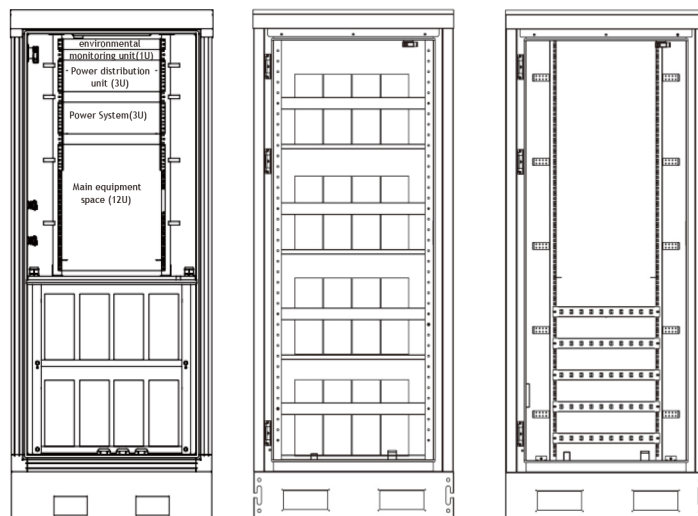 environmental
monitoring unit(1U)
- Power distribution -
unit (3U)
Power System(3U)
Main equipment
space (12U)